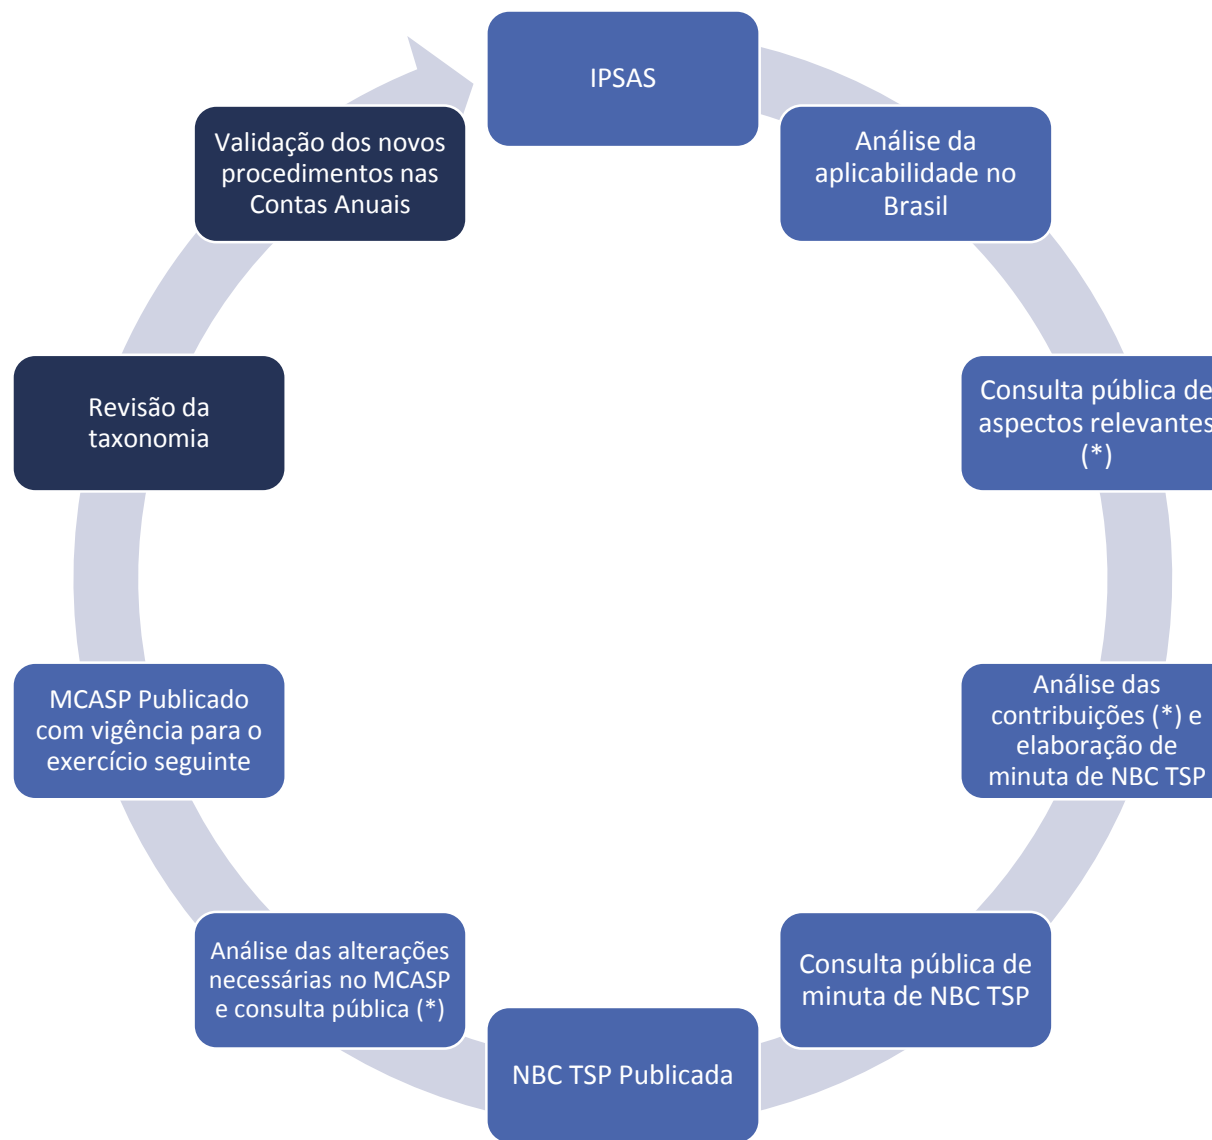 IPSAS
Análise da
aplicabilidade no
Brasil
Consulta pública de
aspectos relevantes
(*)
Análise das
contribuições (*) e
elaboração de
minuta de NBC TSP
Consulta pública de
minuta de NBC TSP
NBC TSP Publicada
Análise das alterações
necessárias no MCASP
e consulta pública (*)
MCASP Publicado
com vigência para o
exercício seguinte
Revisão da
taxonomia
Validação dos novos
procedimentos nas
Contas Anuais